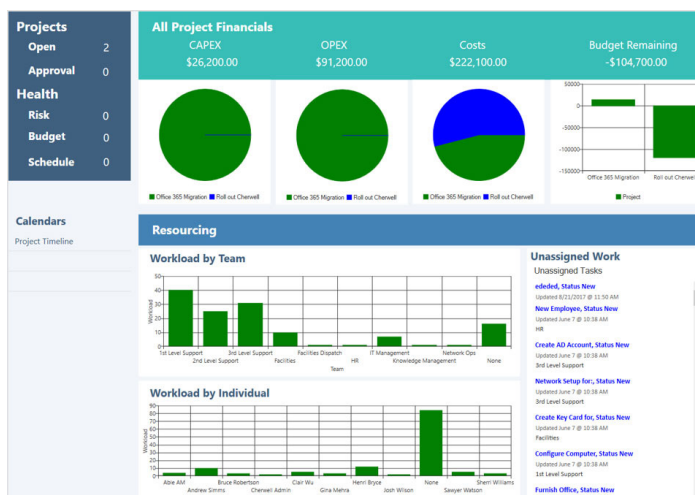 Projects
Open 2
Approval 0
Health
Risk 0
Budget 0
Schedule 0
Calendars
Project Timeline
All Project Financials
CAPEX OPEX Costs Budget Remaining
$26,200.00 $91,200.00 $222,100.00 -$104,700.00
50000
0
-50000
-100000
-150000
Office 365 Migration Roll out Cherwell
Office 365 Migration Roll out Cherwell
Office 365 Migration Roll out Cherwell
Office 365 Migration Roll out Cherwell
Project
Resourcing
Workload by Team
Workload
50
40
30
20
10
0
1st Level Support 3rd Level Support Facilities Dispatch IT Management Network Ops
2nd Level Support Facilities HR Knowledge Management None
Team
Workload by Individual
Workload
90
80
70
60
50
40
30
20
10
0
Able AM Bruce Robertson Clair Wu Henri Bryce None Sherri Williams
Andrew Simms Cherwell Admin Gina Mehra Josh Wilson Sawyer Watson
Unassigned Work
Unassigned Tasks
ededed, Status New
Updated 8/21/2017 @ 11:50 AM
New Employee, Status New
Updated June 7 @ 10:38 AM
HR
Create AD Account, Status New
Updated June 7 @ 10:38 AM
3rd Level Support
Network Setup for:, Status New
Updated June 7 @ 10:38 AM
3rd Level Support
Create Key Card for, Status New
Updated June 7 @ 10:38 AM
Facilities
Configure Computer, Status New
Updated June 7 @ 10:38 AM
1st Level Support
Furnish Office, Status New